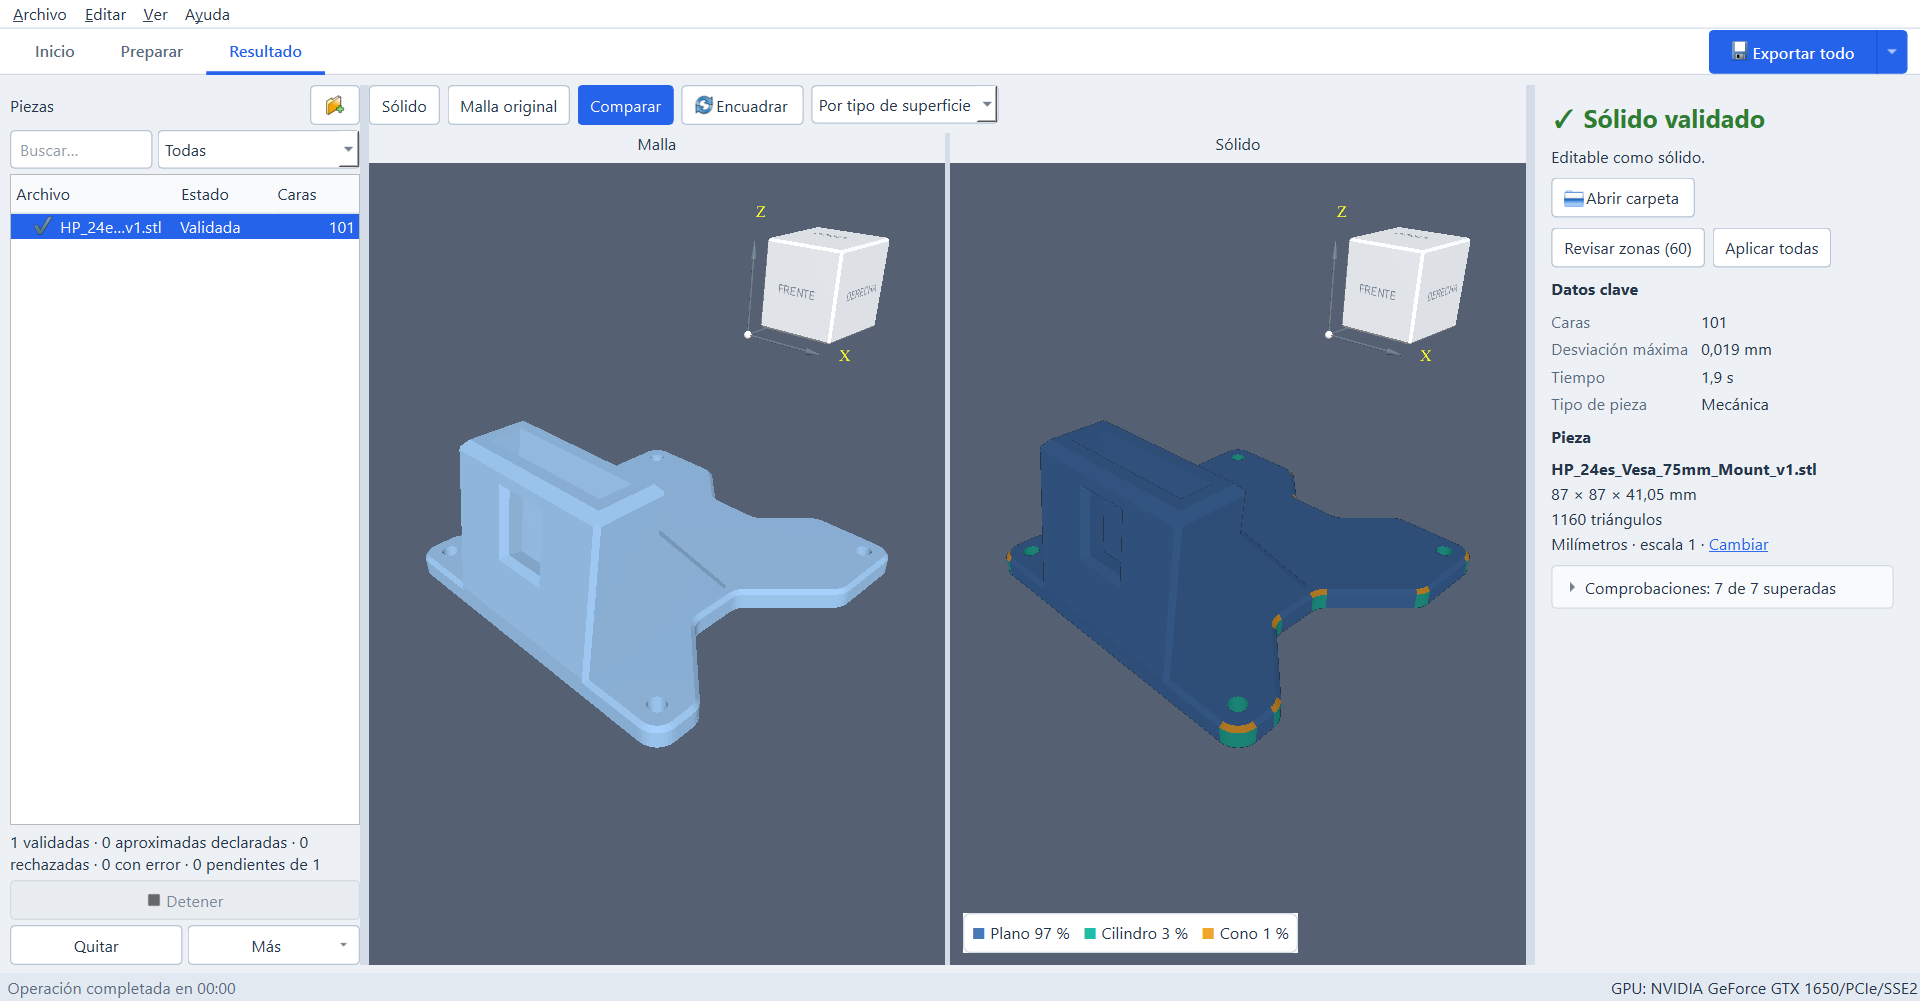 Archivo Editar Ver Ayuda
Inicio Preparar Resultado
Exportar todo
Piezas
Buscar...
Todas
Archivo Estado Caras
HP_24e...v1.stl Validada 101
1 validadas · 0 aproximadas declaradas · 0
rechazadas · 0 con error · 0 pendientes de 1
Detener
Quitar
Más
Sólido
Malla original
Comparar
Encuadrar
Por tipo de superficie
Malla
Z
FRENTE
DERECHA
X
Sólido
Z
FRENTE
DERECHA
X
Plano 97 % Cilindro 3 % Cono 1 %
✓ Sólido validado
Editable como sólido.
Abrir carpeta
Revisar zonas (60)
Aplicar todas
Datos clave
Caras 101
Desviación máxima 0,019 mm
Tiempo 1,9 s
Tipo de pieza Mecánica
Pieza
HP_24es_Vesa_75mm_Mount_v1.stl
87 × 87 × 41,05 mm
1160 triángulos
Milímetros · escala 1 · Cambiar
Comprobaciones: 7 de 7 superadas
Operación completada en 00:00
GPU: NVIDIA GeForce GTX 1650/PCIe/SSE2